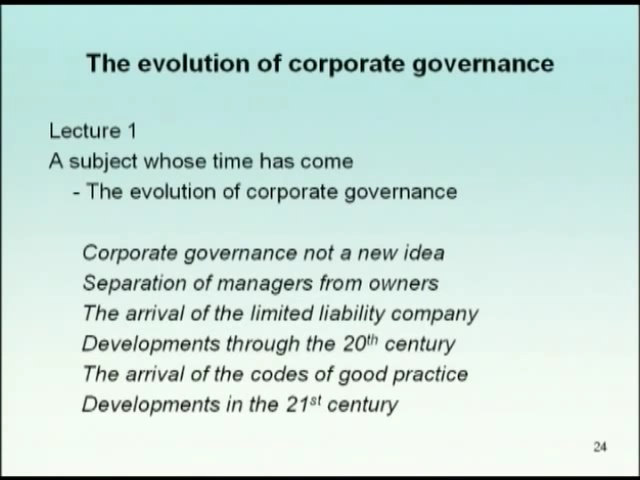 The evolution of corporate governance
Lecture 1
A subject whose time has come
- The evolution of corporate governance
Corporate governance not a new idea
Separation of managers from owners
The arrival of the limited liability company
Developments through the 20th century
The arrival of the codes of good practice
Developments in the 21st century
24